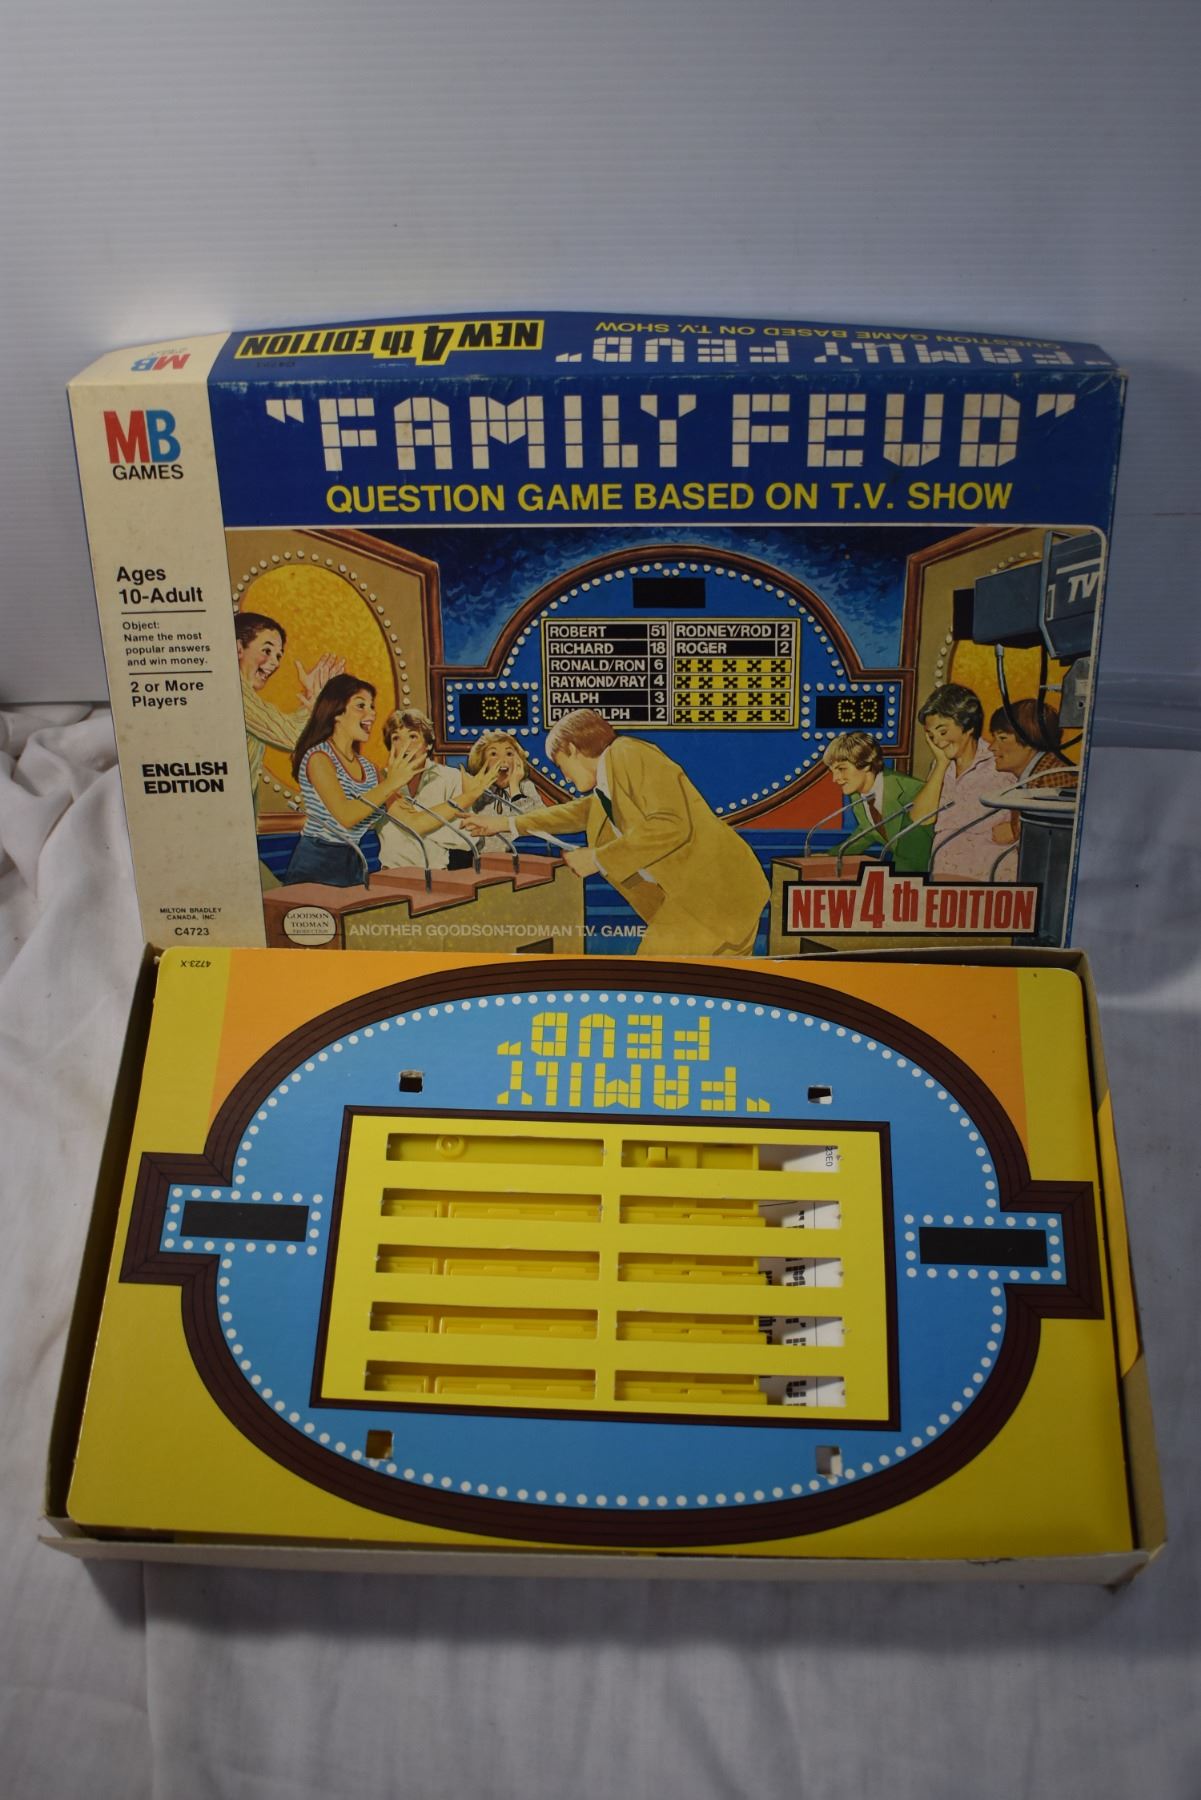 NEW 4th EDITION
C4723
"FAMILY FEUD"
QUESTION GAME BASED ON T.V. SHOW
MB
MB
GAMES
"FAMILY FEUD"
QUESTION GAME BASED ON T.V. SHOW
Ages
10-Adult
Object:
Name the most
popular answers
and win money.
2 or More
Players
ENGLISH
EDITION
MILTON BRADLEY
CANADA, INC.
C4723
TV
ROBERT 51 RODNEY/ROD 2
RICHARD 18 ROGER 2
RONALD/RON 6
RAYMOND/RAY 4
RALPH 3
2
88
68
GOODSON
TODMAN
ANOTHER GOODSON-TODMAN T.V. GAME
NEW 4th EDITION
4723-X
"FAMILY
FEUD"